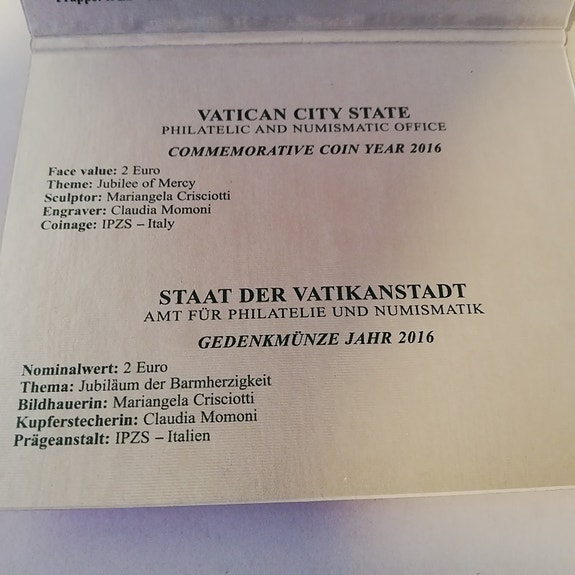 VATICAN CITY STATE
PHILATELIC AND NUMISMATIC OFFICE
COMMEMORATIVE COIN YEAR 2016
Face value: 2 Euro
Theme: Jubilee of Mercy
Sculptor: Mariangela Crisciotti
Engraver: Claudia Momoni
Coinage: IPZS – Italy
STAAT DER VATIKANSTADT
AMT FÜR PHILATELIE UND NUMISMATIK
GEDENKMÜNZE JAHR 2016
Nominalwert: 2 Euro
Thema: Jubiläum der Barmherzigkeit
Bildhauerin: Mariangela Crisciotti
Kupferstecherin: Claudia Momoni
Prägeanstalt: IPZS – Italien